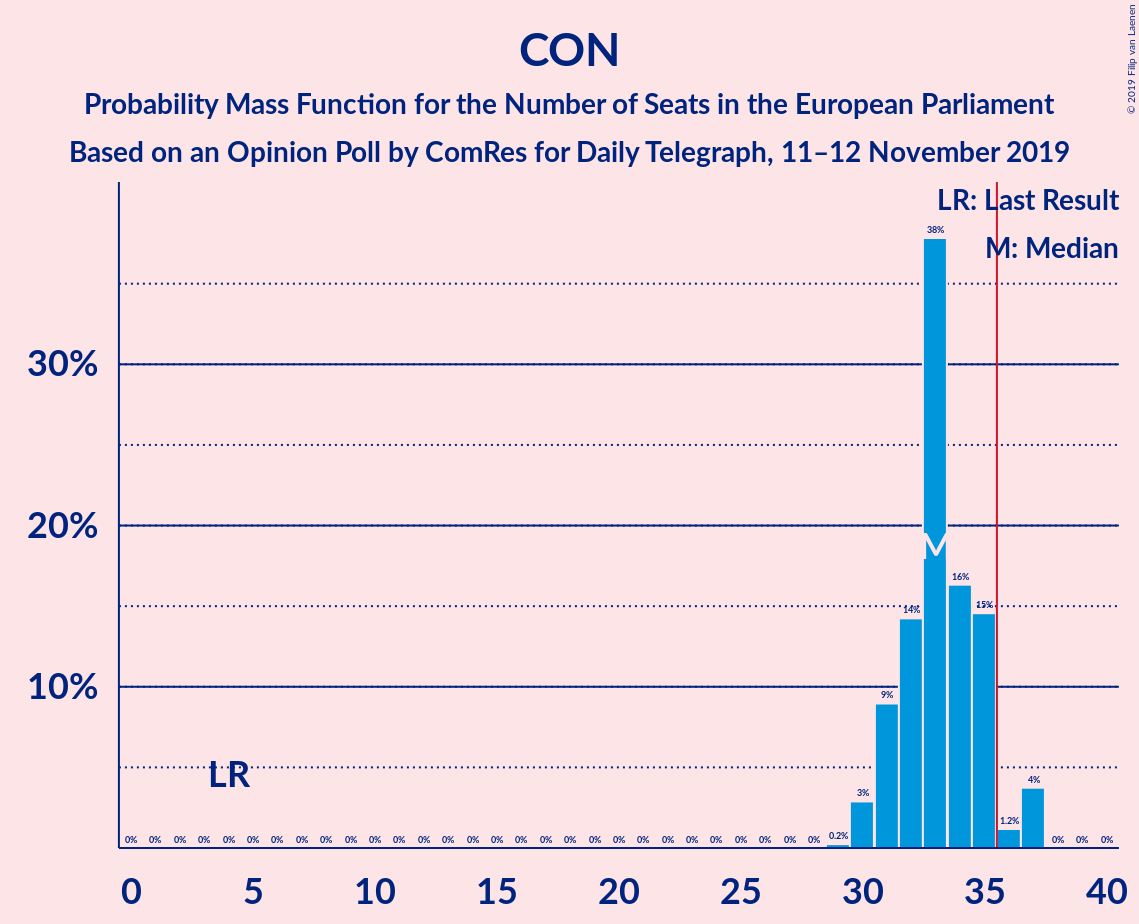 © 2019 Filip van Laenen
CON
Probability Mass Function for the Number of Seats in the European Parliament
Based on an Opinion Poll by ComRes for Daily Telegraph, 11–12 November 2019
LR: Last Result
M: Median
38%
30%
20%
M
16%
14%
15%
10%
9%
LR
4%
3%
1.2%
0.2%
0% 0% 0% 0% 0% 0% 0% 0% 0% 0% 0% 0% 0% 0% 0% 0% 0% 0% 0% 0% 0% 0% 0% 0% 0% 0% 0% 0% 0% 0% 0% 0%
0 5 10 15 20 25 30 35 40